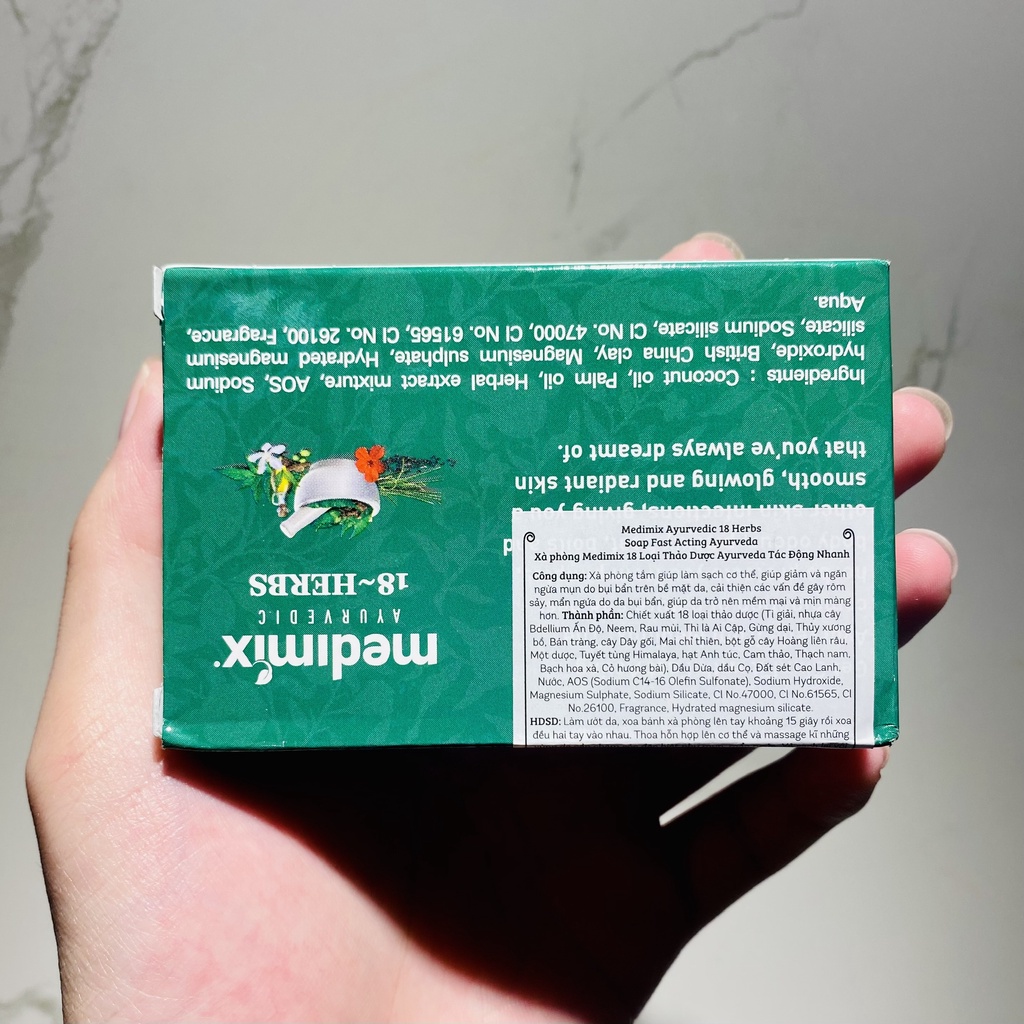 medimix
AYURVEDIC
18~HERBS
smooth, glowing and radiant skin
that you've always dreamt of.
Ingredients : Coconut oil, Palm oil, Herbal extract mixture, AOS, Sodium
hydroxide, British China clay, Magnesium sulphate, Hydrated magnesium
silicate, Sodium silicate, CI No. 47000, CI No. 61565, CI No. 26100, Fragrance,
Aqua.
Medimix Ayurvedic 18 Herbs
Soap Fast Acting Ayurveda
Xà phòng Medimix 18 Loại Thảo Dược Ayurveda Tác Động Nhanh
Công dụng: Xà phòng tắm giúp làm sạch cơ thể, giúp giảm và ngăn
ngừa mụn do bụi bẩn trên bề mặt da, cải thiện các vấn đề gây rôm
sảy, mẩn ngứa do da bụi bẩn, giúp da trở nên mềm mại và mịn màng
hơn. Thành phần: Chiết xuất 18 loại thảo dược (Tì giải, nhựa cây
Bdellium Ấn Độ, Neem, Rau mùi, Thì là Ai Cập, Gừng dại, Thủy xương
bồ, Bán tràng, cây Dây gối, Mai chỉ thiên, bột gỗ cây Hoàng liên râu,
Một dược, Tuyết tùng Himalaya, hạt Anh túc, Cam thảo, Thạch nam,
Bạch hoa xà, Cỏ hương bài), Dầu Dừa, dầu Cọ, Đất sét Cao Lanh,
Nước, AOS (Sodium C14-16 Olefin Sulfonate), Sodium Hydroxide,
Magnesium Sulphate, Sodium Silicate, CI No.47000, CI No.61565, CI
No.26100, Fragrance, Hydrated magnesium silicate.
HDSD: Làm ướt da, xoa bánh xà phòng lên tay khoảng 15 giây rồi xoa
đều hai tay vào nhau. Thoa hỗn hợp lên cơ thể và massage kĩ những